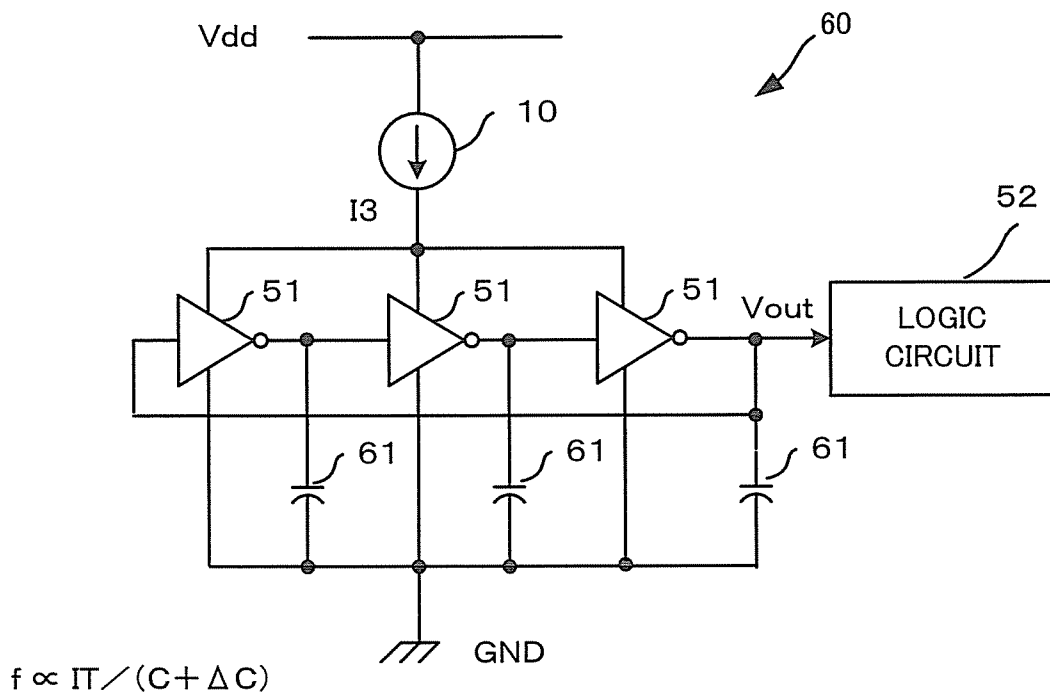 Vdd
60
10
I3
52
51
51
51
Vout
LOGIC
CIRCUIT
61
61
61
GND
f ∝ IT／(C＋ΔC)